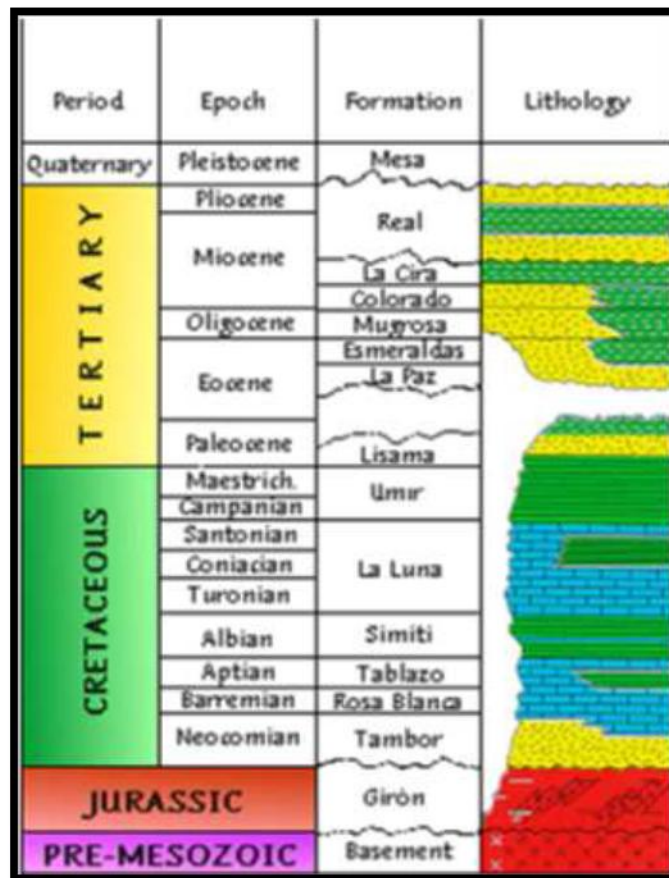 Period Epoch Formation Lithology
Quaternary Pleistocene Mesa
TERTIARY
Pliocene
Real
Miocene
La Cira
Colorado
Oligocene Mugrosa
Esmeraldas
Eocene La Paz
Paleocene
Lisama
CRETACEOUS
Maestrich.
Umir
Campanian
Santonian
Coniacian La Luna
Turonian
Albian Simiti
Aptian Tablazo
Barremian Rosa Blanca
Neocomian Tambor
JURASSIC Giròn
PRE-MESOZOIC Basement